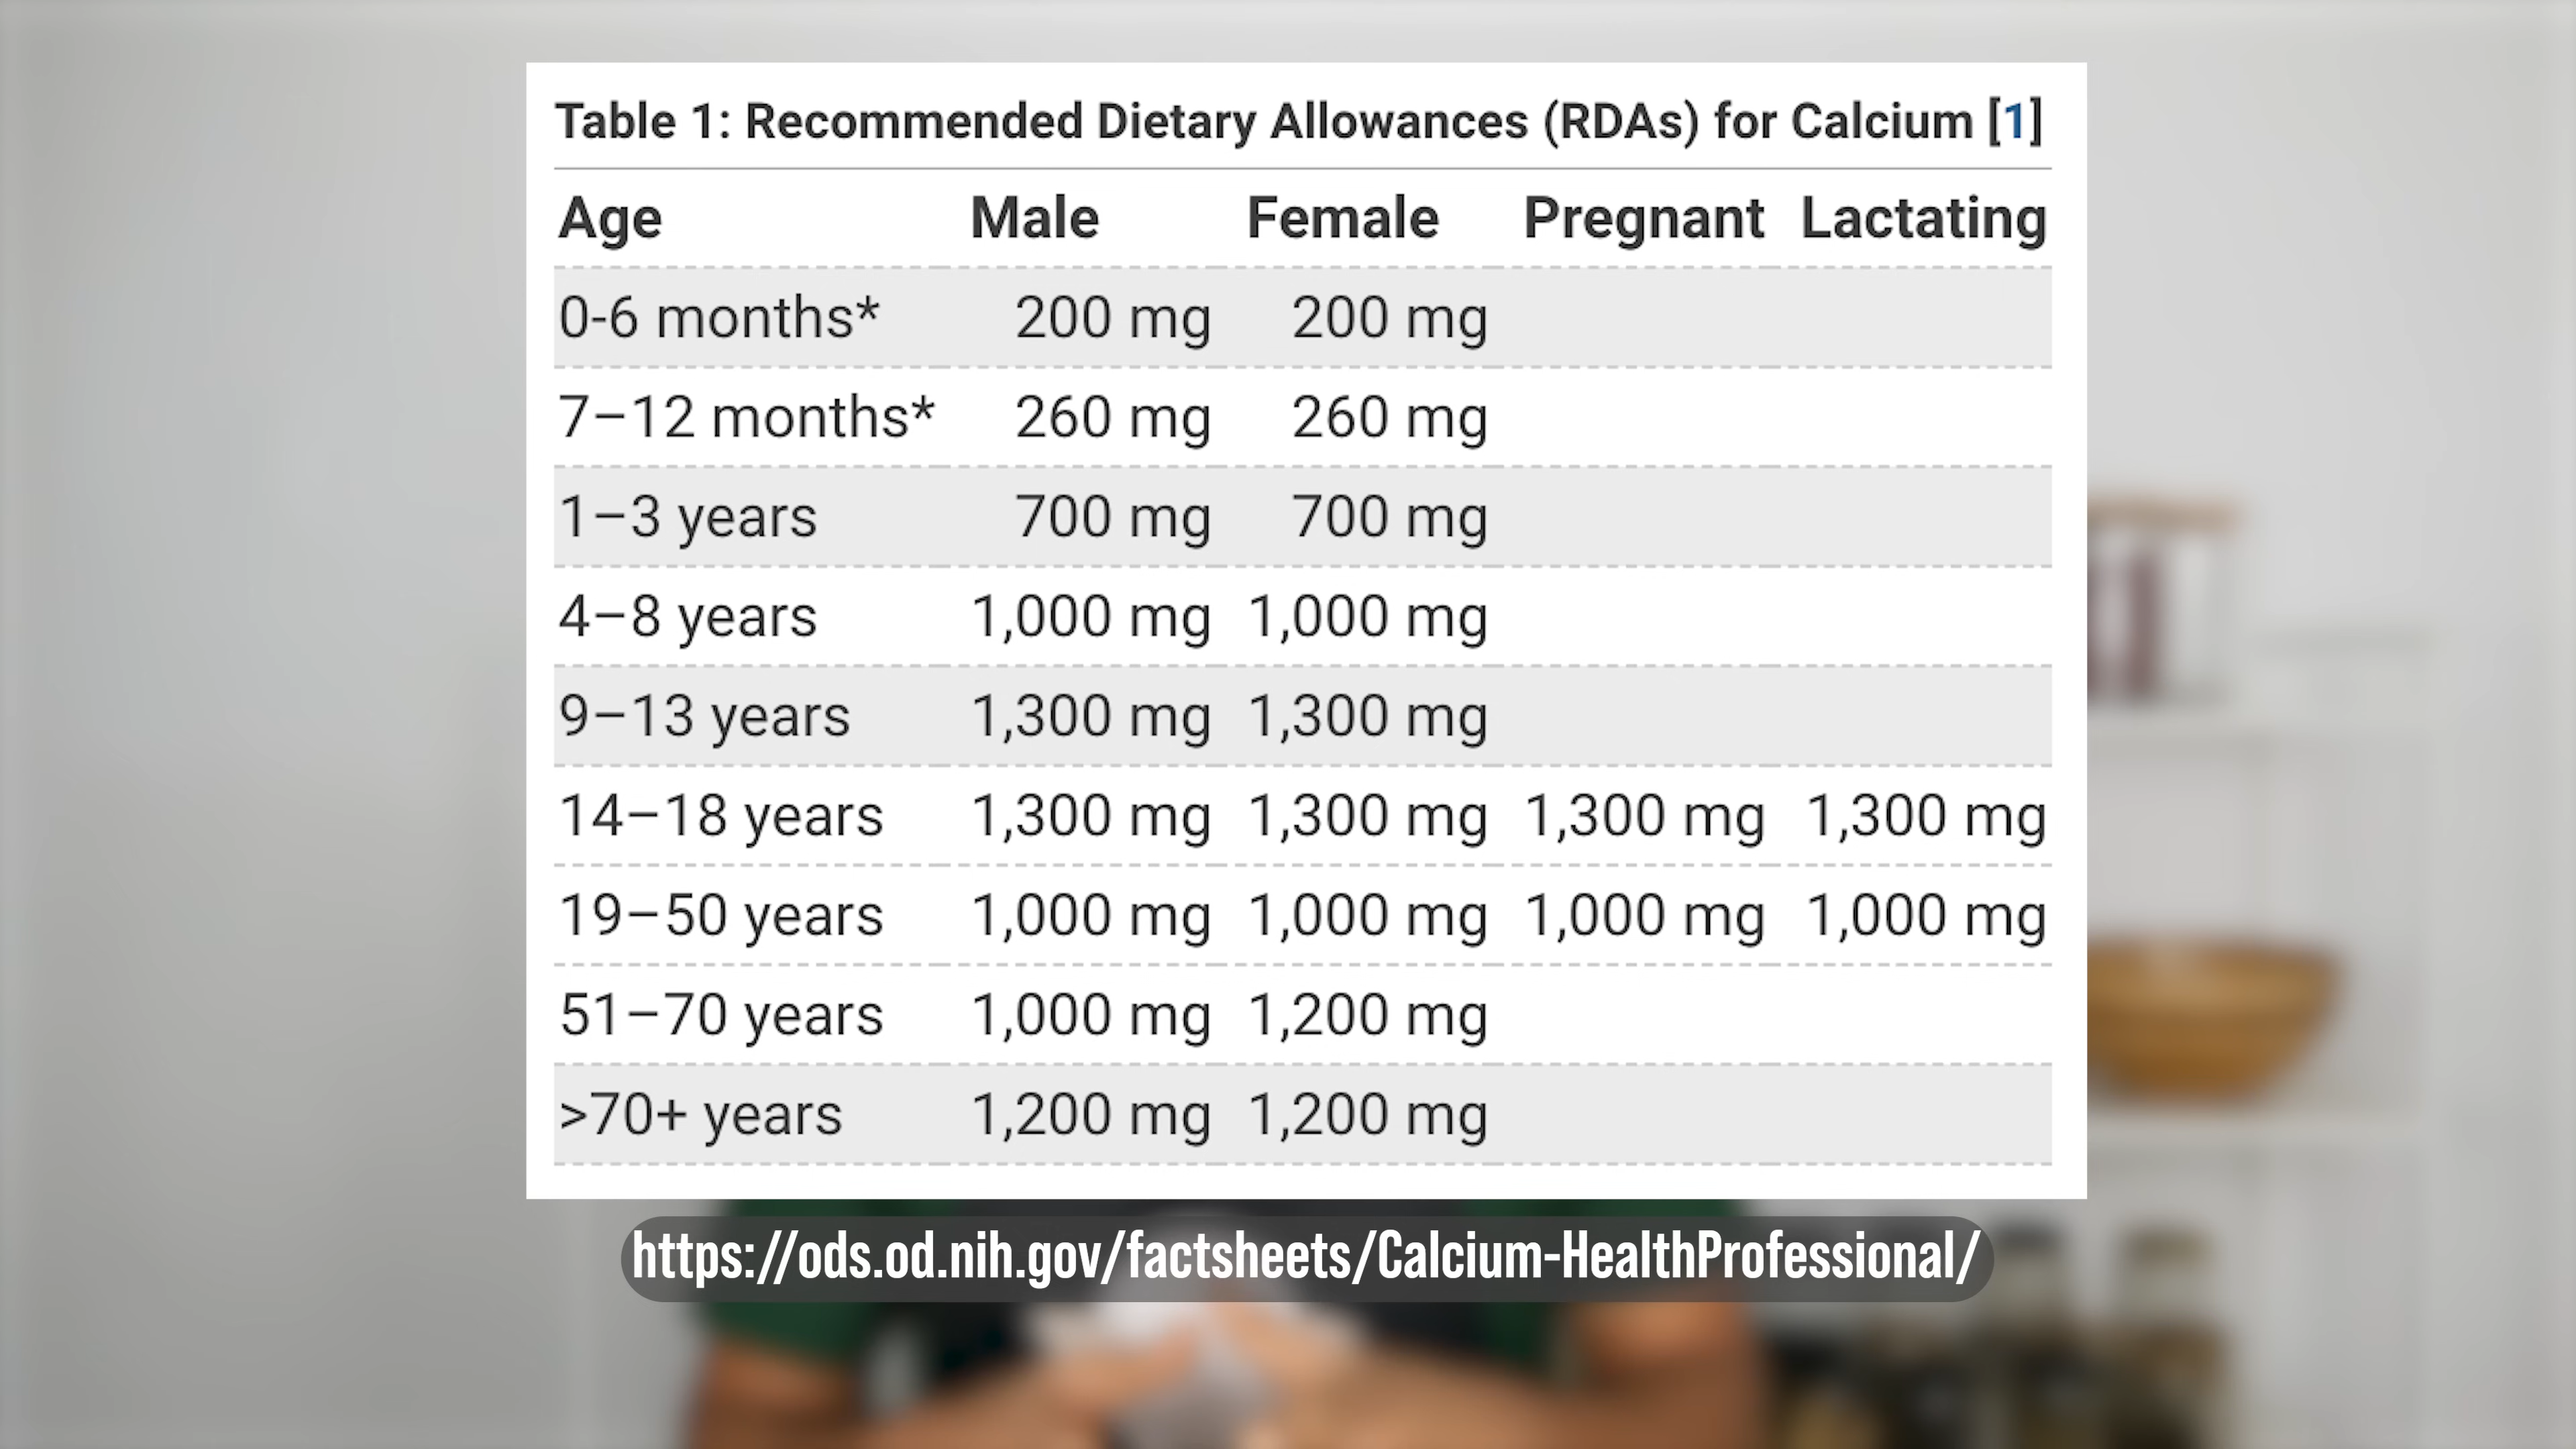 Table 1: Recommended Dietary Allowances (RDAs) for Calcium [1]
Age Male Female Pregnant Lactating
0-6 months* 200 mg 200 mg
7–12 months* 260 mg 260 mg
1–3 years 700 mg 700 mg
4–8 years 1,000 mg 1,000 mg
9–13 years 1,300 mg 1,300 mg
14–18 years 1,300 mg 1,300 mg 1,300 mg 1,300 mg
19–50 years 1,000 mg 1,000 mg 1,000 mg 1,000 mg
51–70 years 1,000 mg 1,200 mg
>70+ years 1,200 mg 1,200 mg
https://ods.od.nih.gov/factsheets/Calcium-HealthProfessional/